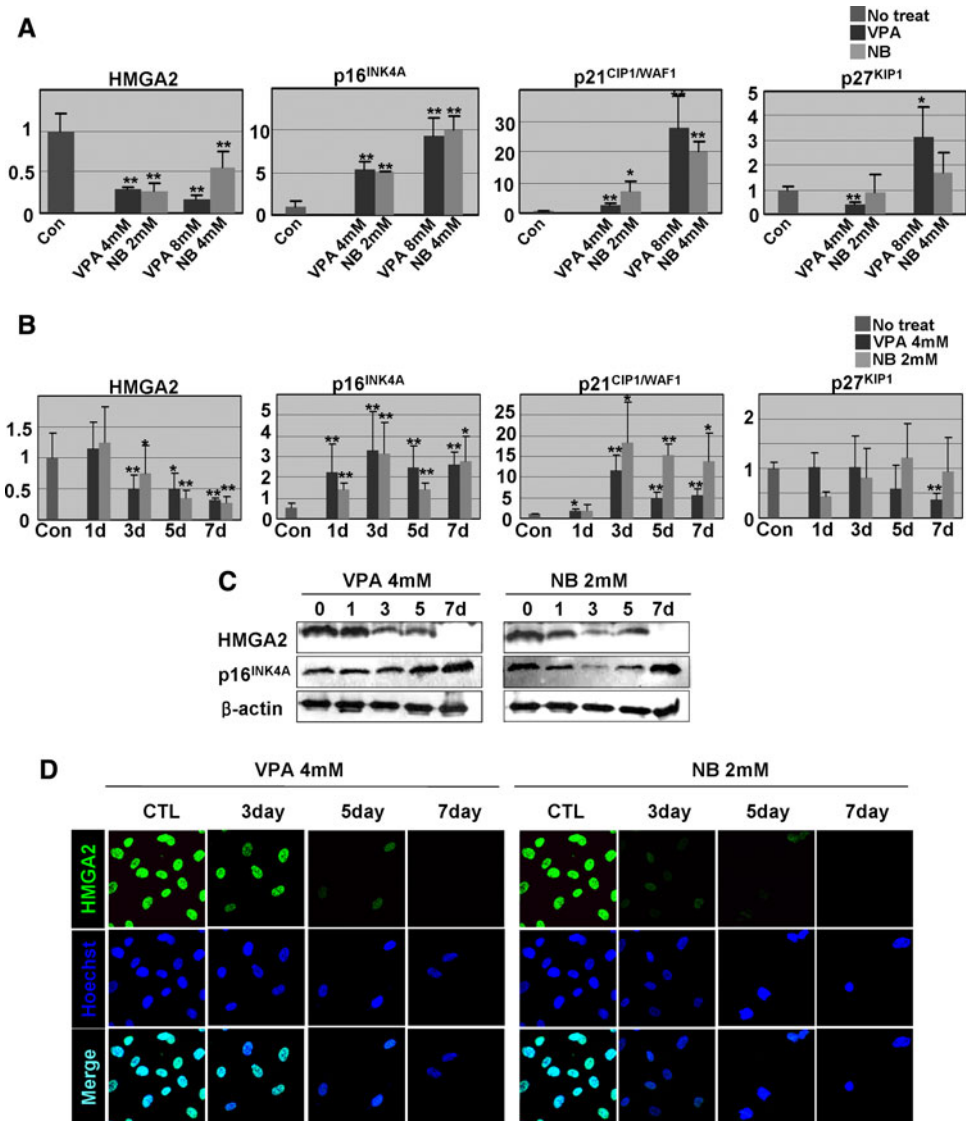 A
No treat
VPA
NB
HMGA2
p16INK4A
p21CIP1/WAF1
p27KIP1
1
0.5
0
10
5
0
30
20
10
0
5
4
3
2
1
0
** ** ** **
** ** ** **
** * ** **
** *
Con VPA 4mM NB 2mM VPA 8mM NB 4mM
Con VPA 4mM NB 2mM VPA 8mM NB 4mM
Con VPA 4mM NB 2mM VPA 8mM NB 4mM
Con VPA 4mM NB 2mM VPA 8mM NB 4mM
B
No treat
VPA 4mM
NB 2mM
HMGA2
p16INK4A
p21CIP1/WAF1
p27KIP1
1.5
1
0.5
0
5
4
3
2
1
0
25
20
15
10
5
0
2
1
0
** * * ** ** **
** ** ** ** ** ** ** *
* ** * ** ** ** *
**
Con 1d 3d 5d 7d
Con 1d 3d 5d 7d
Con 1d 3d 5d 7d
Con 1d 3d 5d 7d
C
VPA 4mM
NB 2mM
0 1 3 5 7d
0 1 3 5 7d
HMGA2
p16INK4A
β-actin
D
VPA 4mM
NB 2mM
CTL 3day 5day 7day
CTL 3day 5day 7day
HMGA2
Hoechst
Merge